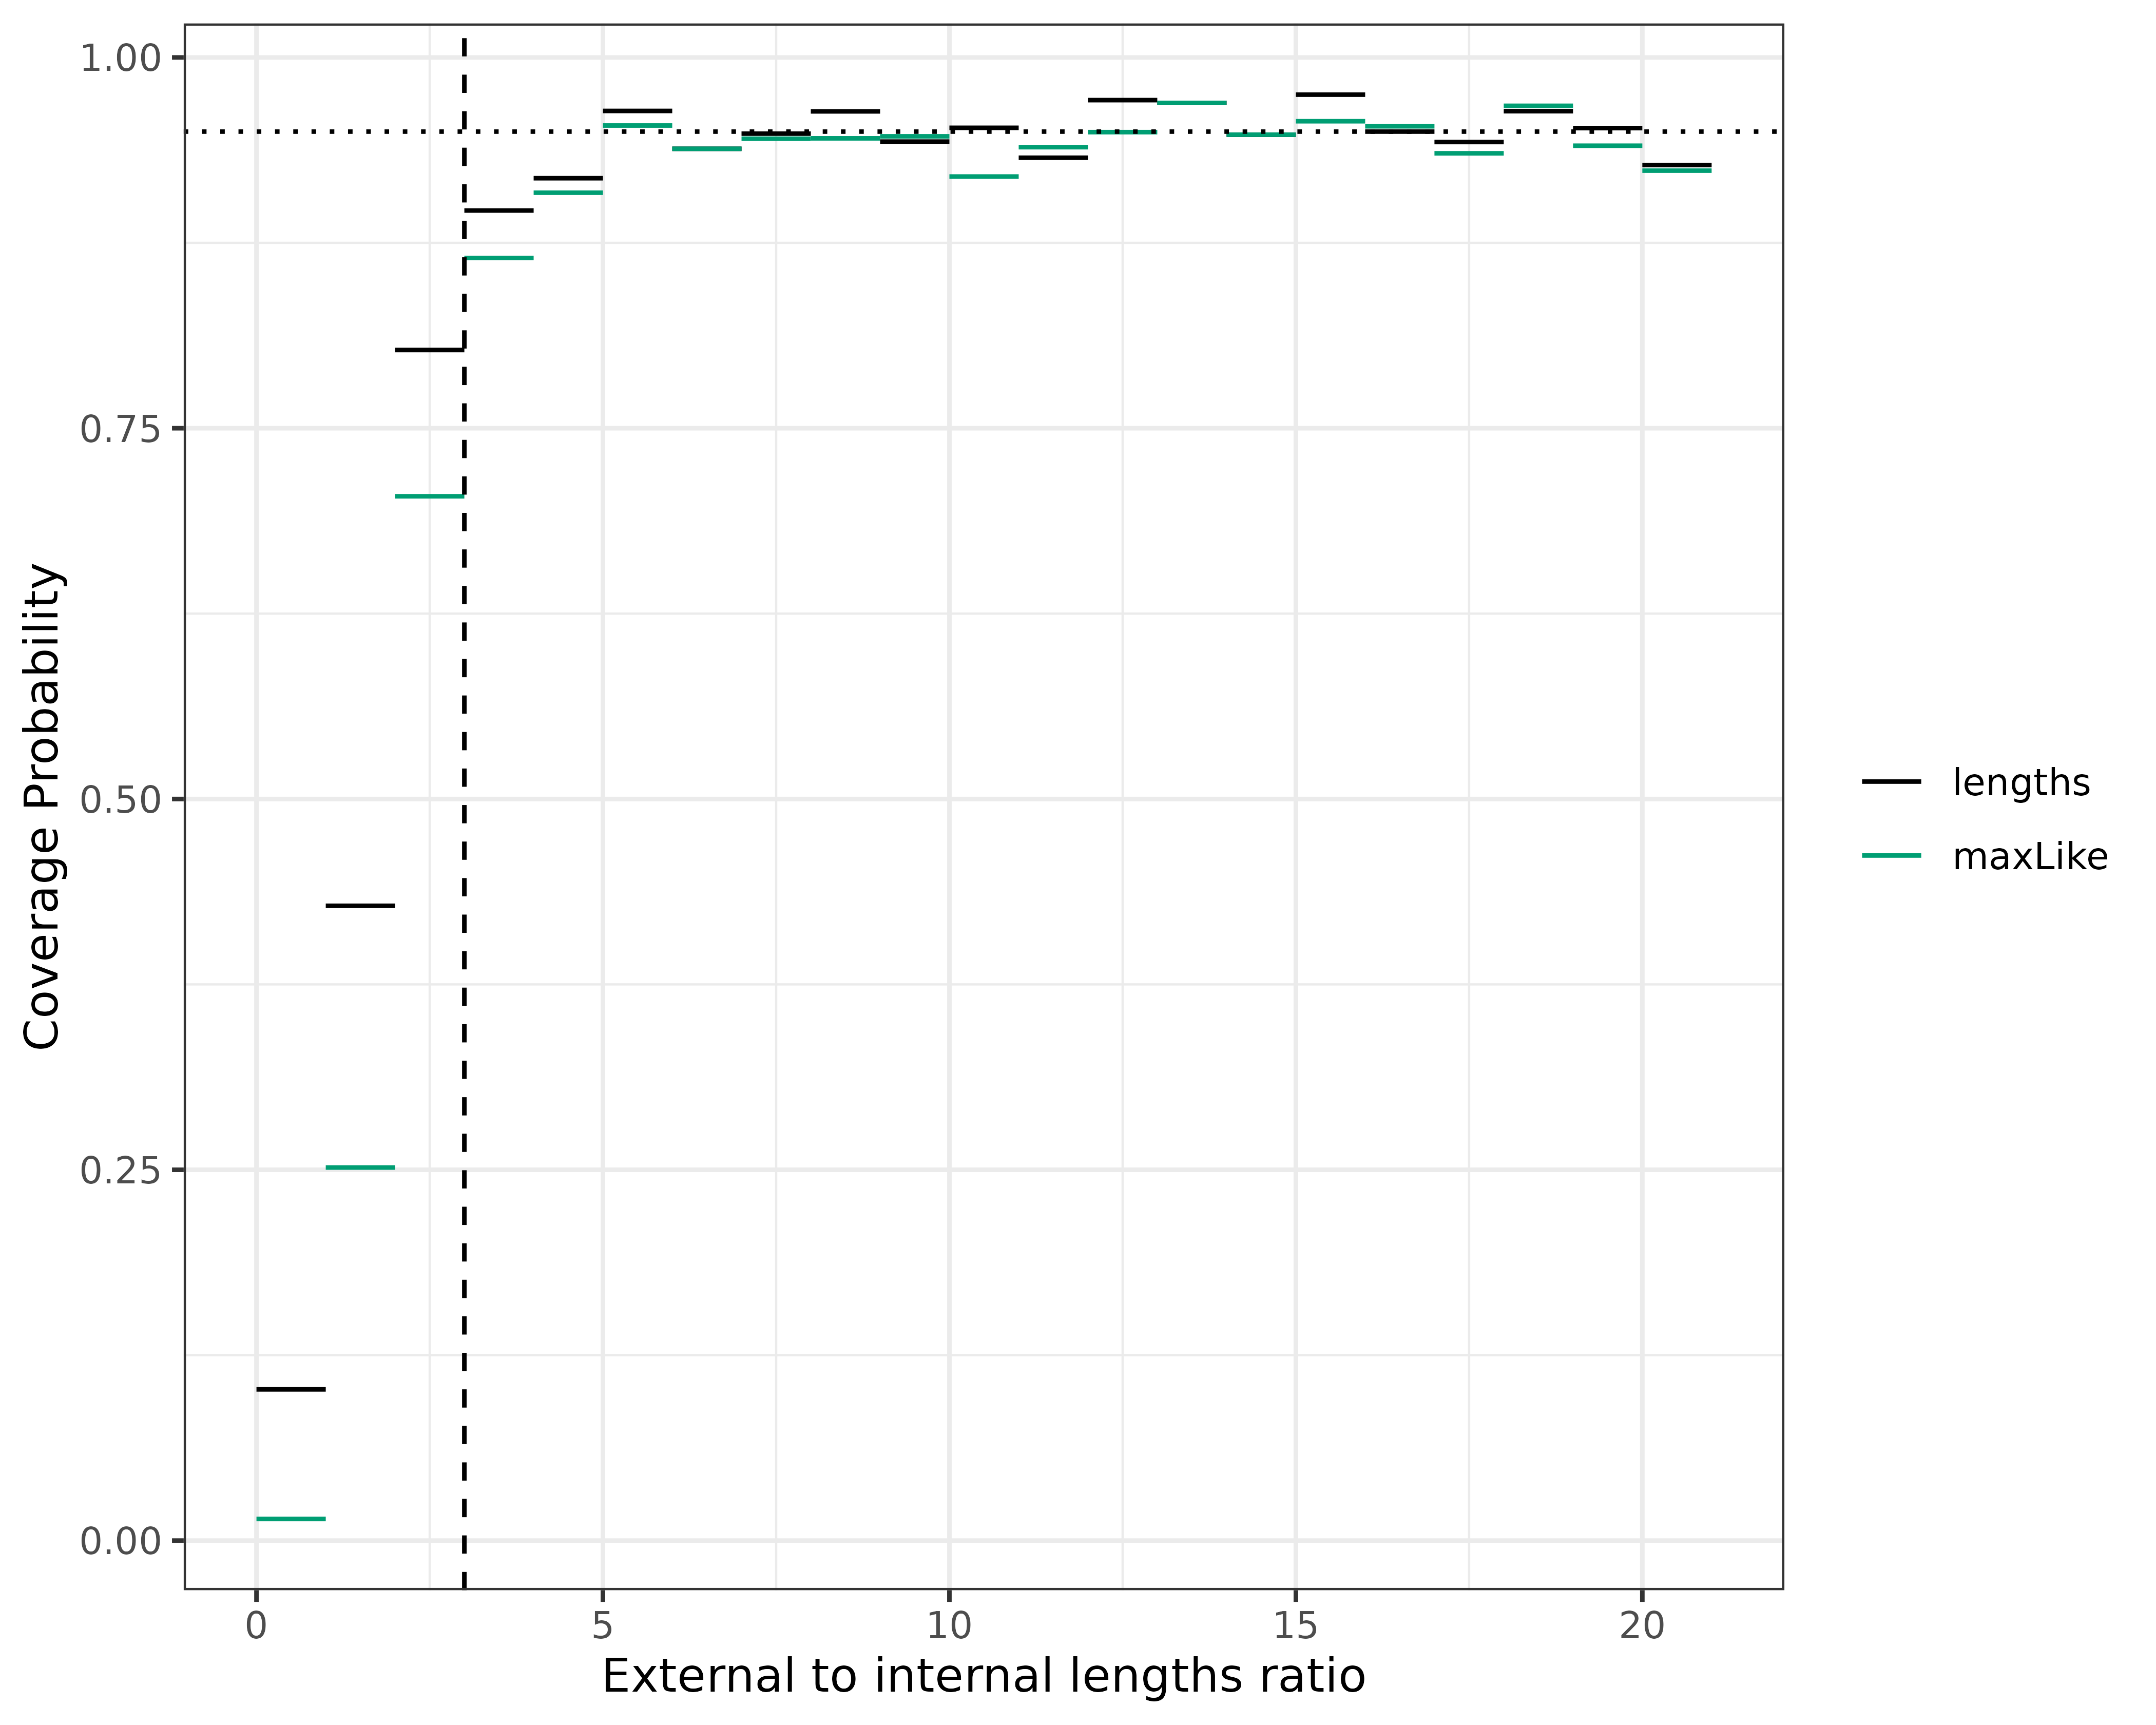 1.00
0.75
0.50
0.25
0.00
Coverage Probability
0
5
10
15
20
External to internal lengths ratio
lengths
maxLike